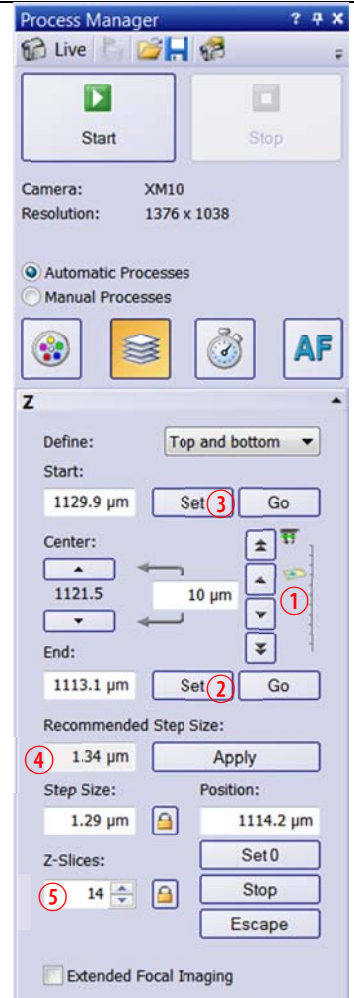 Process Manager ? X
Live
Start Stop
Camera: XM10
Resolution: 1376 x 1038
Automatic Processes
Manual Processes
AF
Z
Define: Top and bottom
Start:
1129.9 µm Set ③ Go
Center:
1121.5 10 µm ①
End:
1113.1 µm Set ② Go
Recommended Step Size:
④ 1.34 µm Apply
Step Size: Position:
1.29 µm 1114.2 µm
Z-Slices: Set 0
⑤ 14 Stop
Escape
Extended Focal Imaging